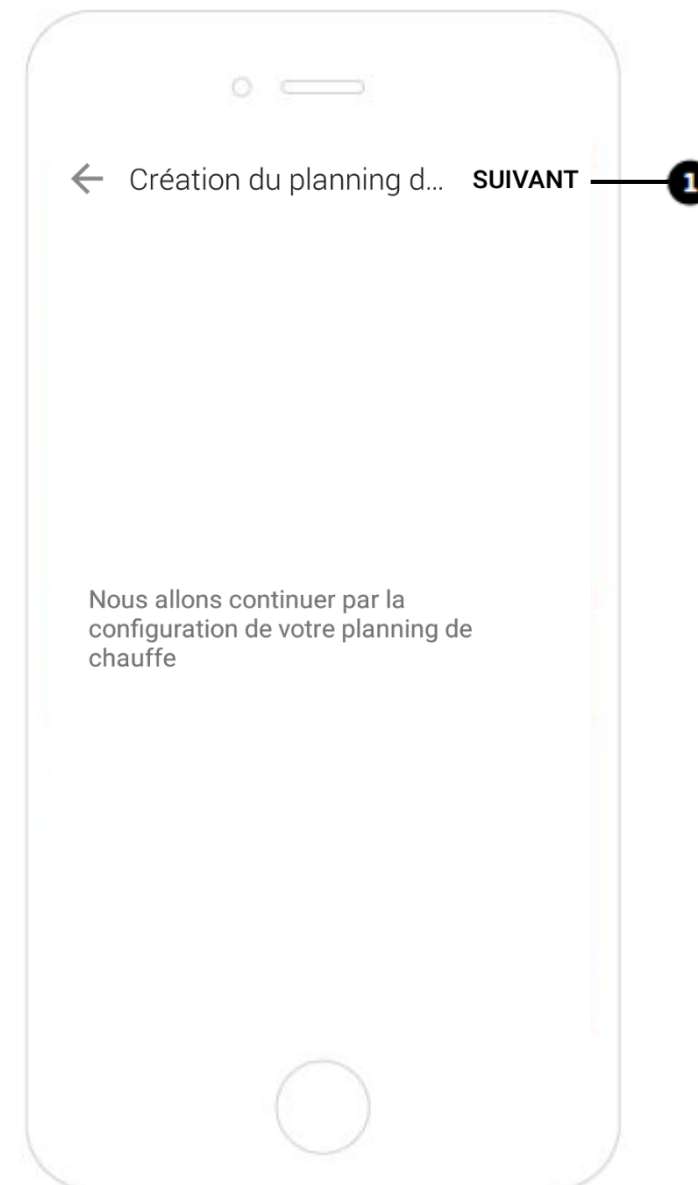 Création du planning d... SUIVANT 1
Nous allons continuer par la
configuration de votre planning de
chauffe